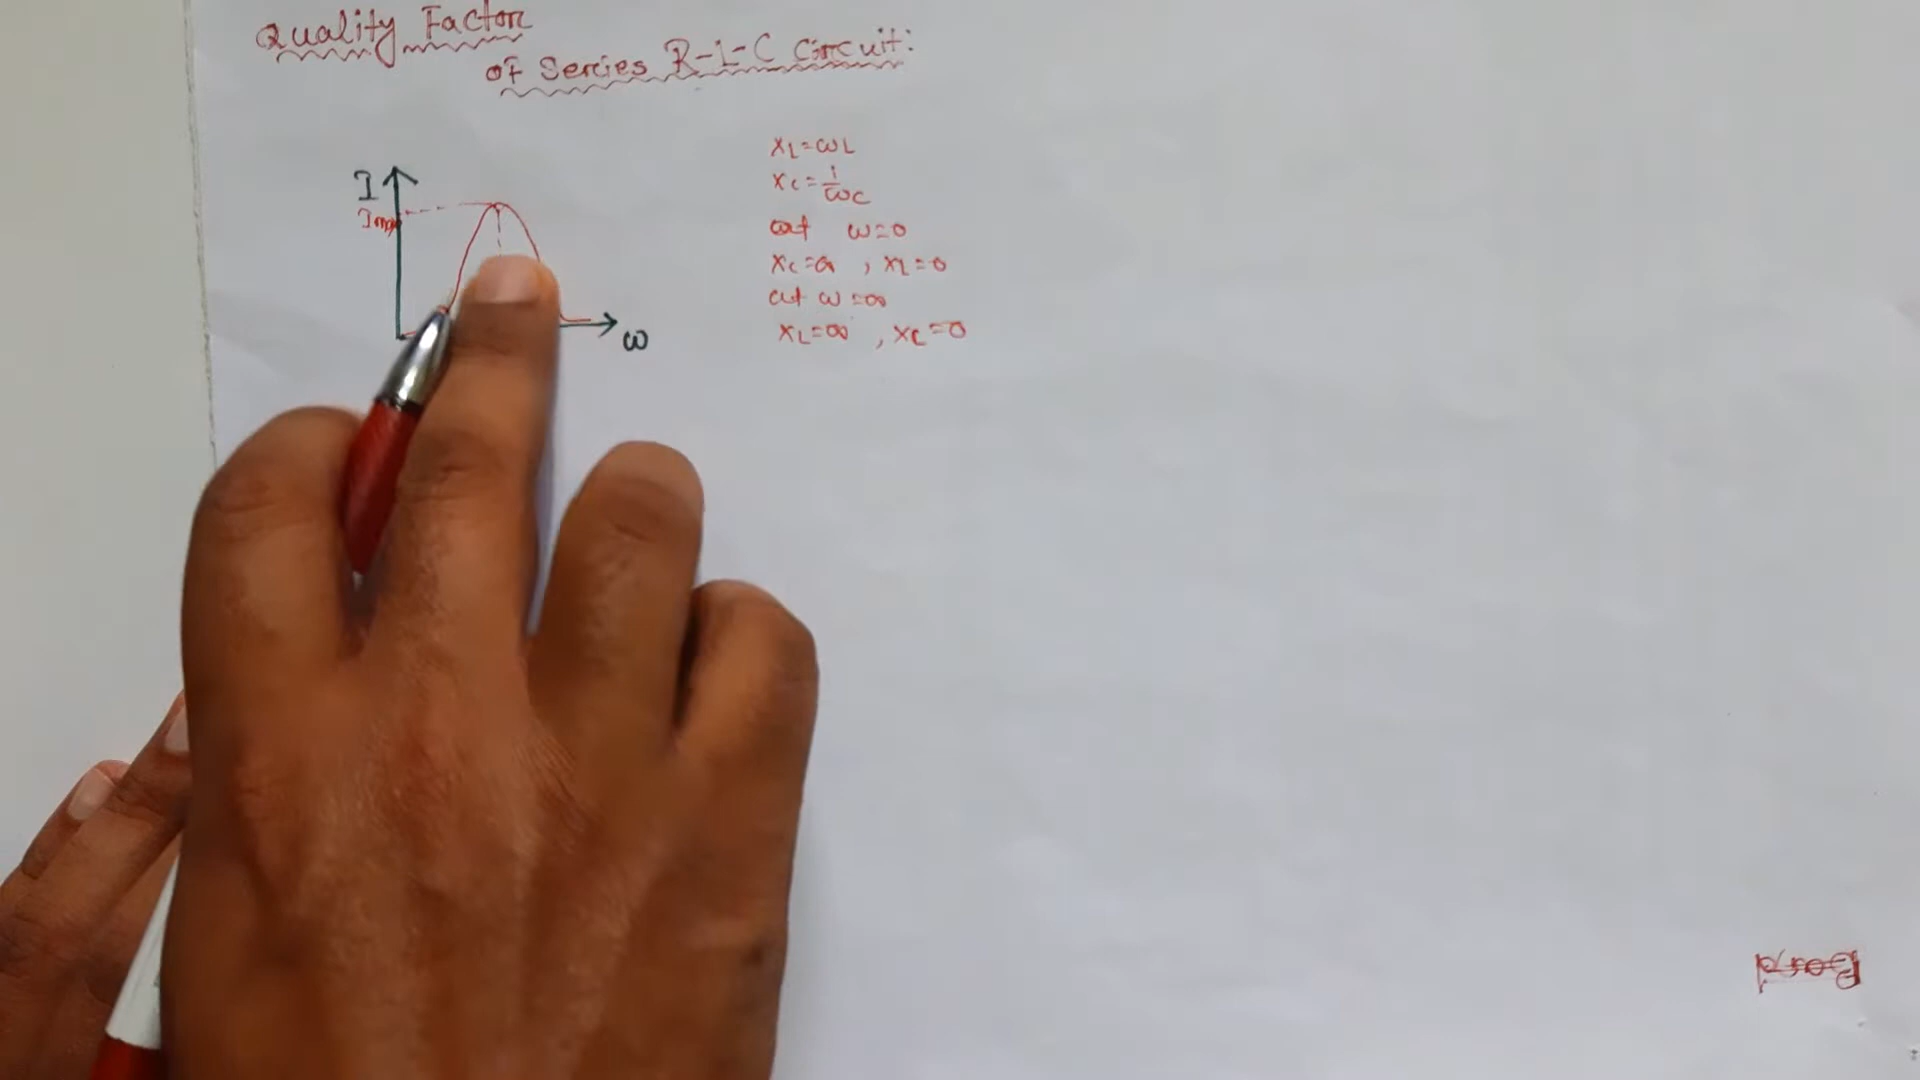 Quality Factor
of Series R-L-C Circuit:
I
Imax
ω
XL=ωL
Xc=1/ωC
at ω=0
Xc=α , XL=0
at ω=∞
XL=∞ , XC=0